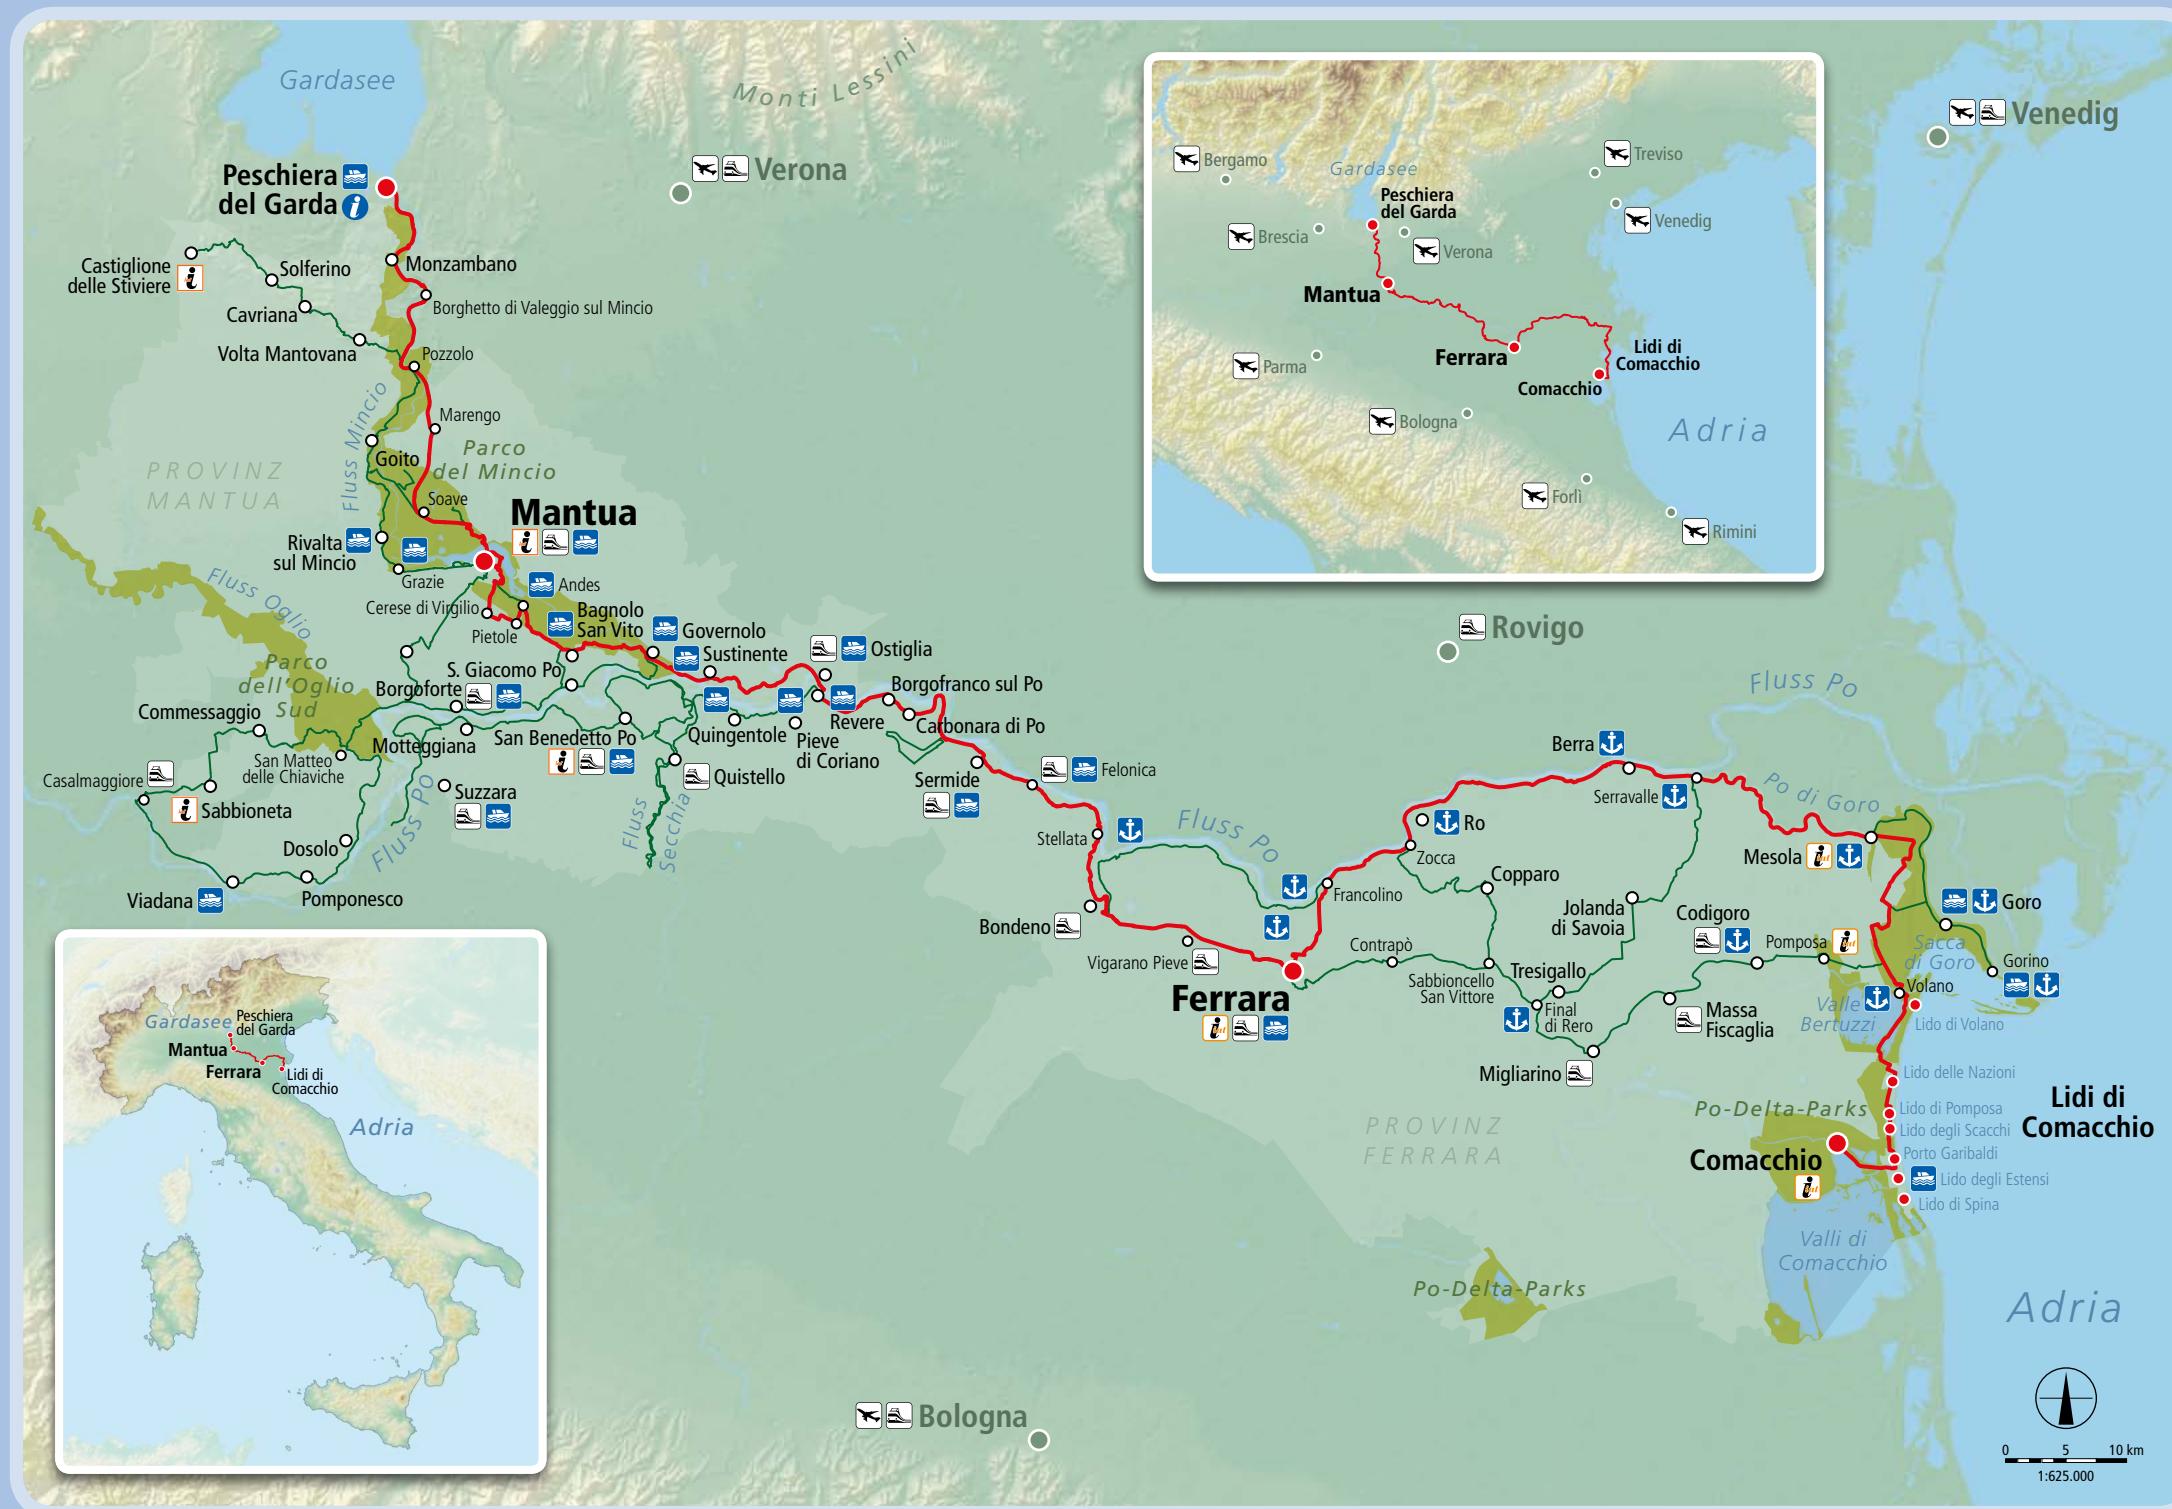 Gardasee
Monti Lessini
Venedig
Verona
Peschiera
del Garda
Castiglione
delle Stiviere
Solferino
Cavriana
Volta Mantovana
Monzambano
Borghetto di Valeggio sul Mincio
Pozzolo
Marengo
Fluss Mincio
Goito
Parco
del Mincio
PROVINZ
MANTUA
Soave
Mantua
Rivalta
sul Mincio
Grazie
Andes
Cerese di Virgilio
Pietole
Bagnolo
San Vito
Governolo
Sustinente
Ostiglia
Fluss Oglio
Parco
dell'Oglio
Sud
S. Giacomo Po
Borgoforte
Borgofranco sul Po
Commessaggio
Motteggiana
San Benedetto Po
Quingentole
Revere
Pieve
di Coriano
Carbonara di Po
San Matteo
delle Chiaviche
Casalmaggiore
Sabbioneta
Suzzara
Quistello
Sermide
Felonica
Fluss Po
Fluss
Secchia
Dosolo
Viadana
Pomponesco
Stellata
Fluss Po
Bondeno
Vigarano Pieve
Ferrara
Francolino
Zocca
Ro
Berra
Serravalle
Rovigo
Fluss Po
Po di Goro
Mesola
Copparo
Jolanda
di Savoia
Codigoro
Pomposa
Goro
Sacca
di Goro
Gorino
Contrapò
Sabbioncello
San Vittore
Tresigallo
Final
di Rero
Migliarino
Massa
Fiscaglia
Valle
Bertuzzi
Volano
Lido di Volano
Lido delle Nazioni
Po-Delta-Parks
Lido di Pomposa
Lido degli Scacchi
Lidi di
Comacchio
Comacchio
Porto Garibaldi
Lido degli Estensi
Lido di Spina
PROVINZ
FERRARA
Valli di
Comacchio
Po-Delta-Parks
Adria
Bologna
0 5 10 km
1:625.000
Bergamo
Gardasee
Treviso
Peschiera
del Garda
Brescia
Venedig
Verona
Mantua
Ferrara
Lidi di
Comacchio
Comacchio
Parma
Bologna
Adria
Forlì
Rimini
Gardasee
Peschiera
del Garda
Mantua
Ferrara
Lidi di
Comacchio
Adria